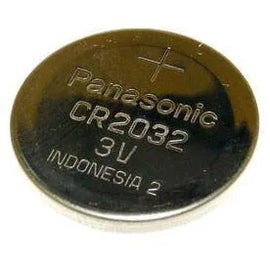 +
Panasonic
CR2032
3V
INDONESIA 2